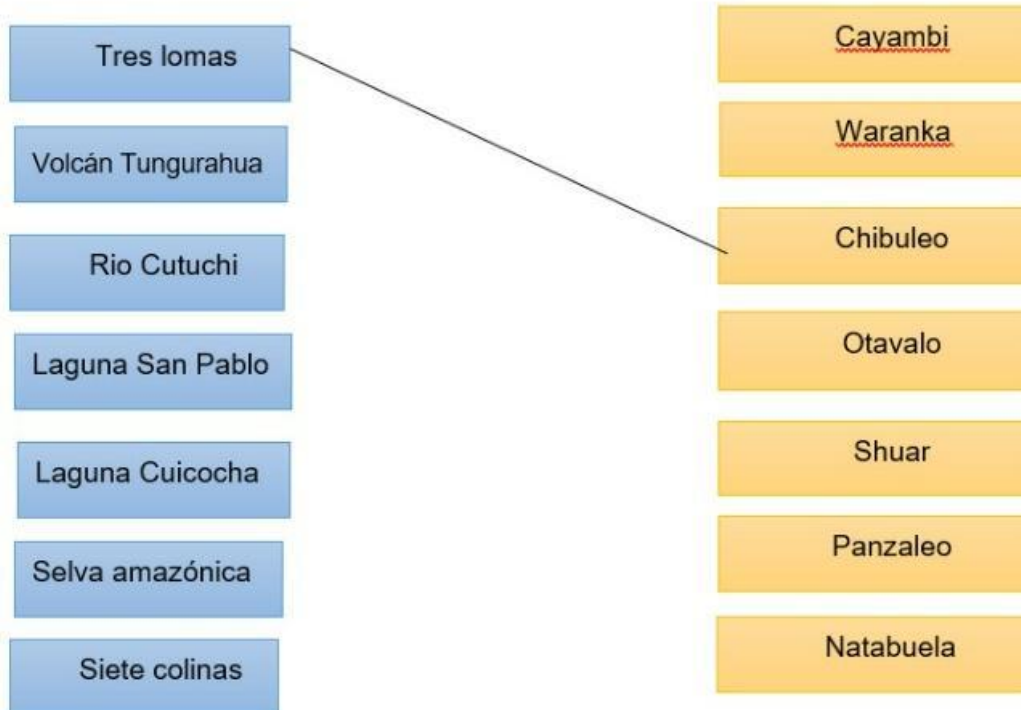 Tres lomas
Volcán Tungurahua
Rio Cutuchi
Laguna San Pablo
Laguna Cuicocha
Selva amazónica
Siete colinas
Cayambi
Waranka
Chibuleo
Otavalo
Shuar
Panzaleo
Natabuela